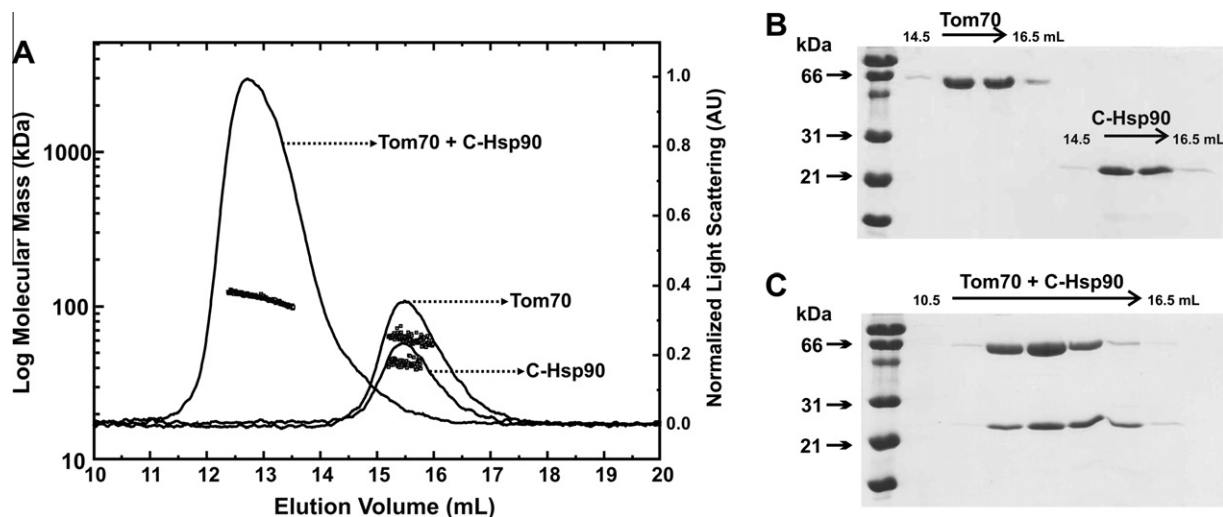 A
Log Molecular Mass (kDa)
1000
100
10
Tom70 + C-Hsp90
Tom70
C-Hsp90
1.0
0.8
0.6
0.4
0.2
0.0
Normalized Light Scattering (AU)
10 11 12 13 14 15 16 17 18 19 20
Elution Volume (mL)
B
Tom70
kDa 14.5 16.5 mL
66
31
21
C-Hsp90
14.5 16.5 mL
C
Tom70 + C-Hsp90
kDa 10.5 16.5 mL
66
31
21